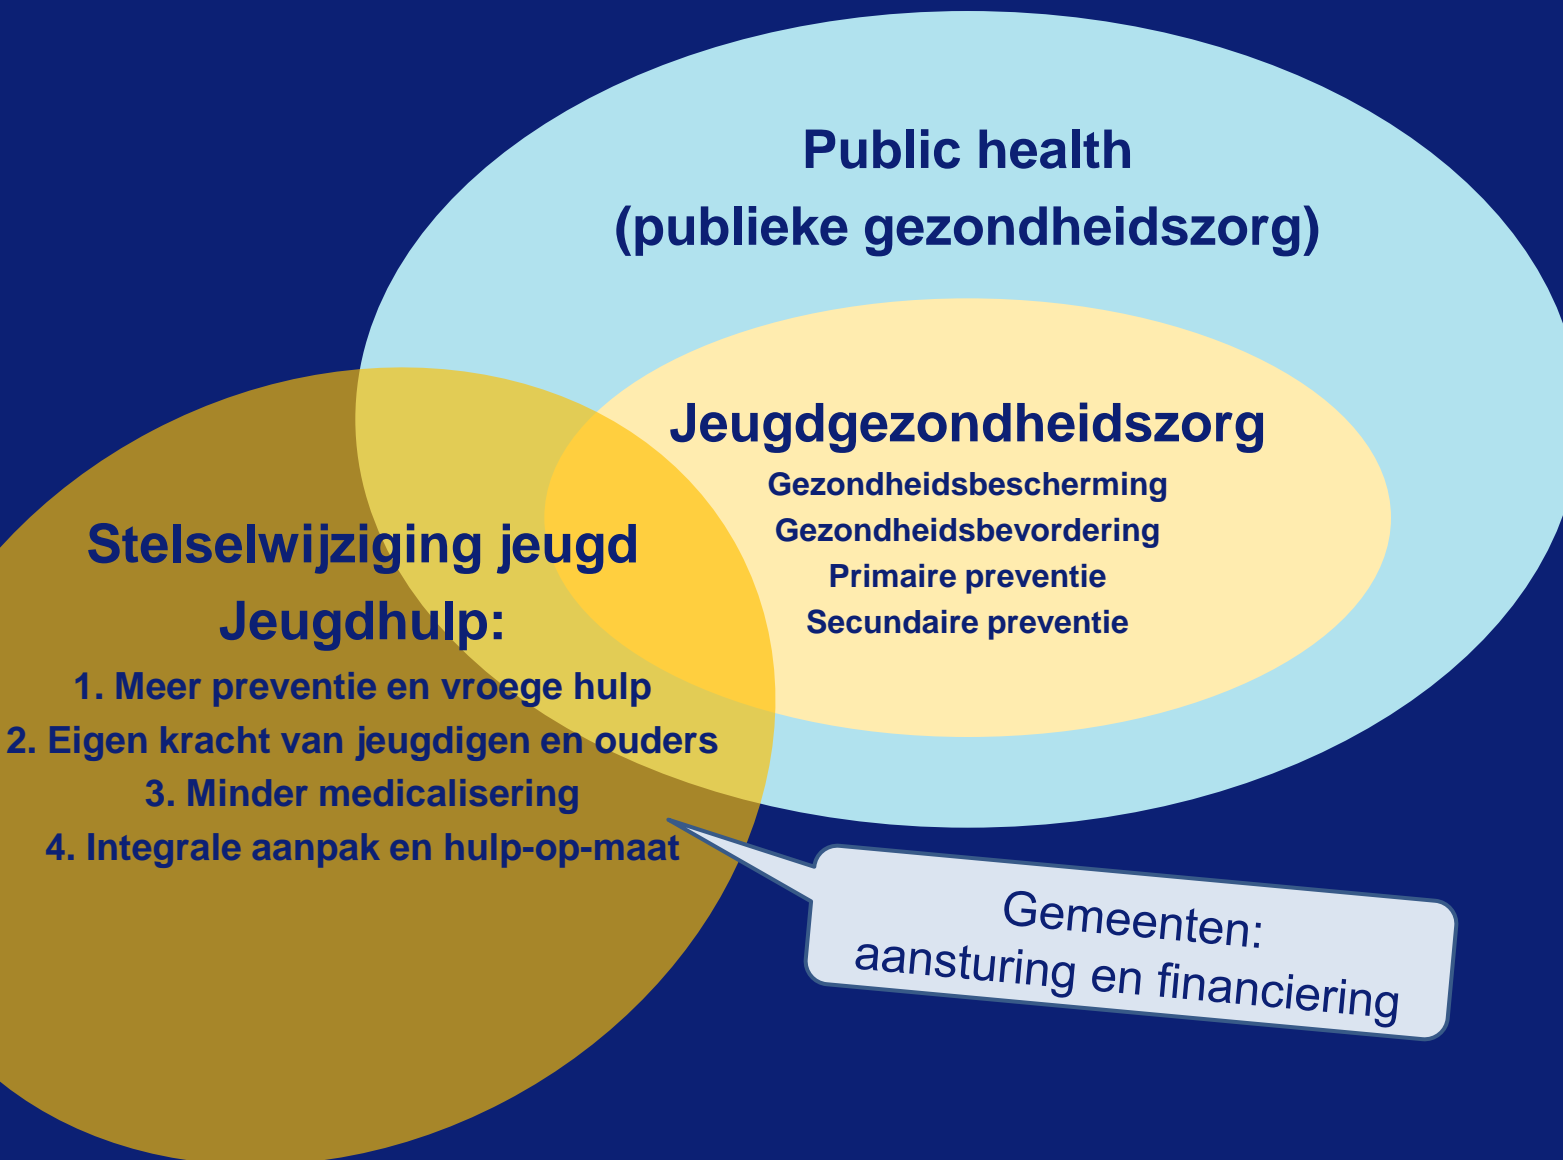 Public health
(publieke gezondheidszorg)
Jeugdgezondheidszorg
Gezondheidsbescherming
Gezondheidsbevordering
Primaire preventie
Secundaire preventie
Stelselwijziging jeugd
Jeugdhulp:
1. Meer preventie en vroege hulp
2. Eigen kracht van jeugdigen en ouders
3. Minder medicalisering
4. Integrale aanpak en hulp-op-maat
Gemeenten:
aansturing en financiering